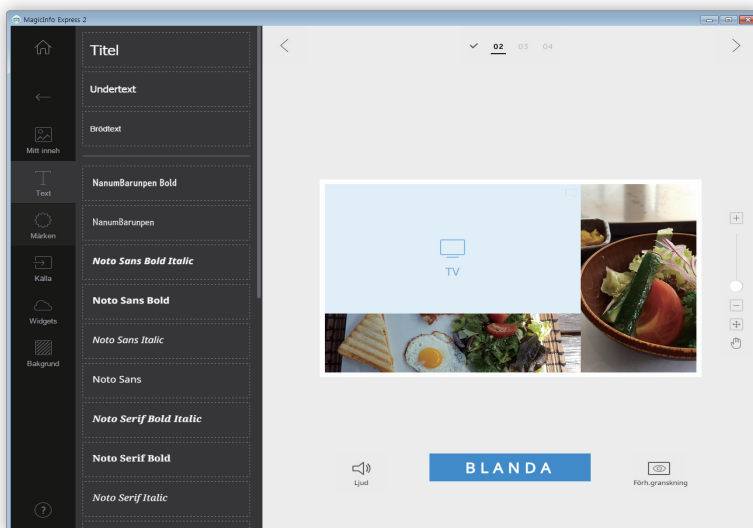 MagicInfo Express 2
Titel
Undertext
Brödtext
Mitt inneh
Text
Märken
Källa
Widgets
Bakgrund
?
NanumBarunpen Bold
NanumBarunpen
Noto Sans Bold Italic
Noto Sans Bold
Noto Sans Italic
Noto Sans
Noto Serif Bold Italic
Noto Serif Bold
Noto Serif Italic
02 03 04
TV
Ljud
BLANDA
Förh.granskning